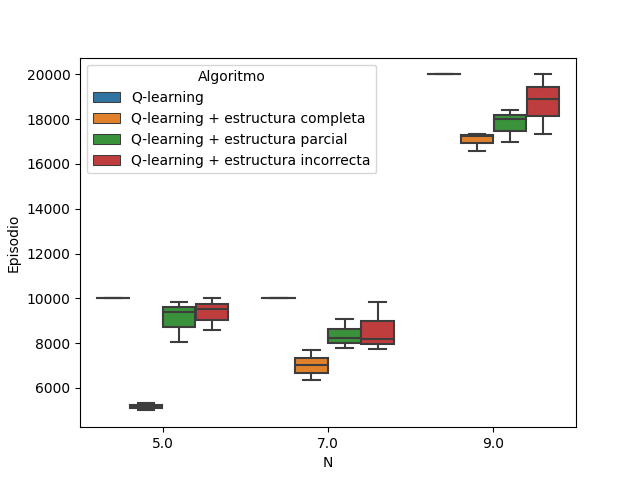 Algoritmo
Q-learning
Q-learning + estructura completa
Q-learning + estructura parcial
Q-learning + estructura incorrecta
Episodio
20000
18000
16000
14000
12000
10000
8000
6000
5.0
7.0
9.0
N